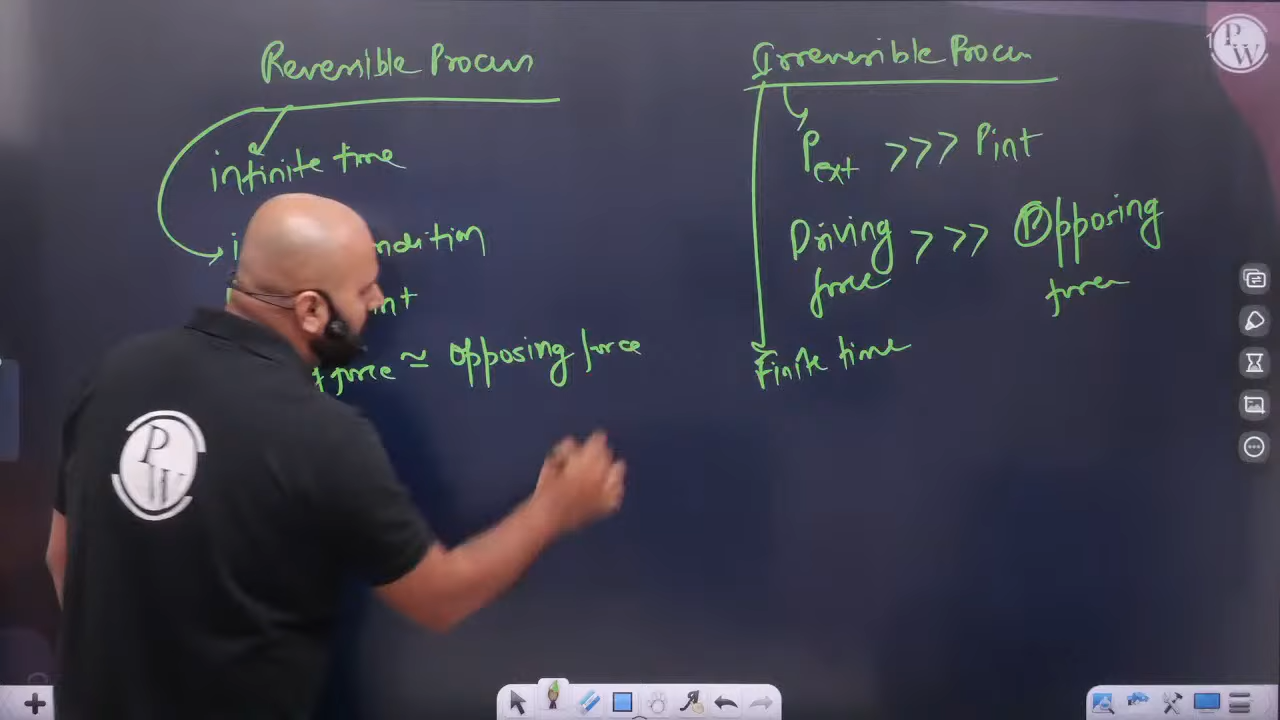 Reversible Process
infinite time
ndition
nt
force ≃ Opposing force
Irreversible Process
Pext >>> Pint
Driving force >>> Opposing force
Finite time
PW
PW